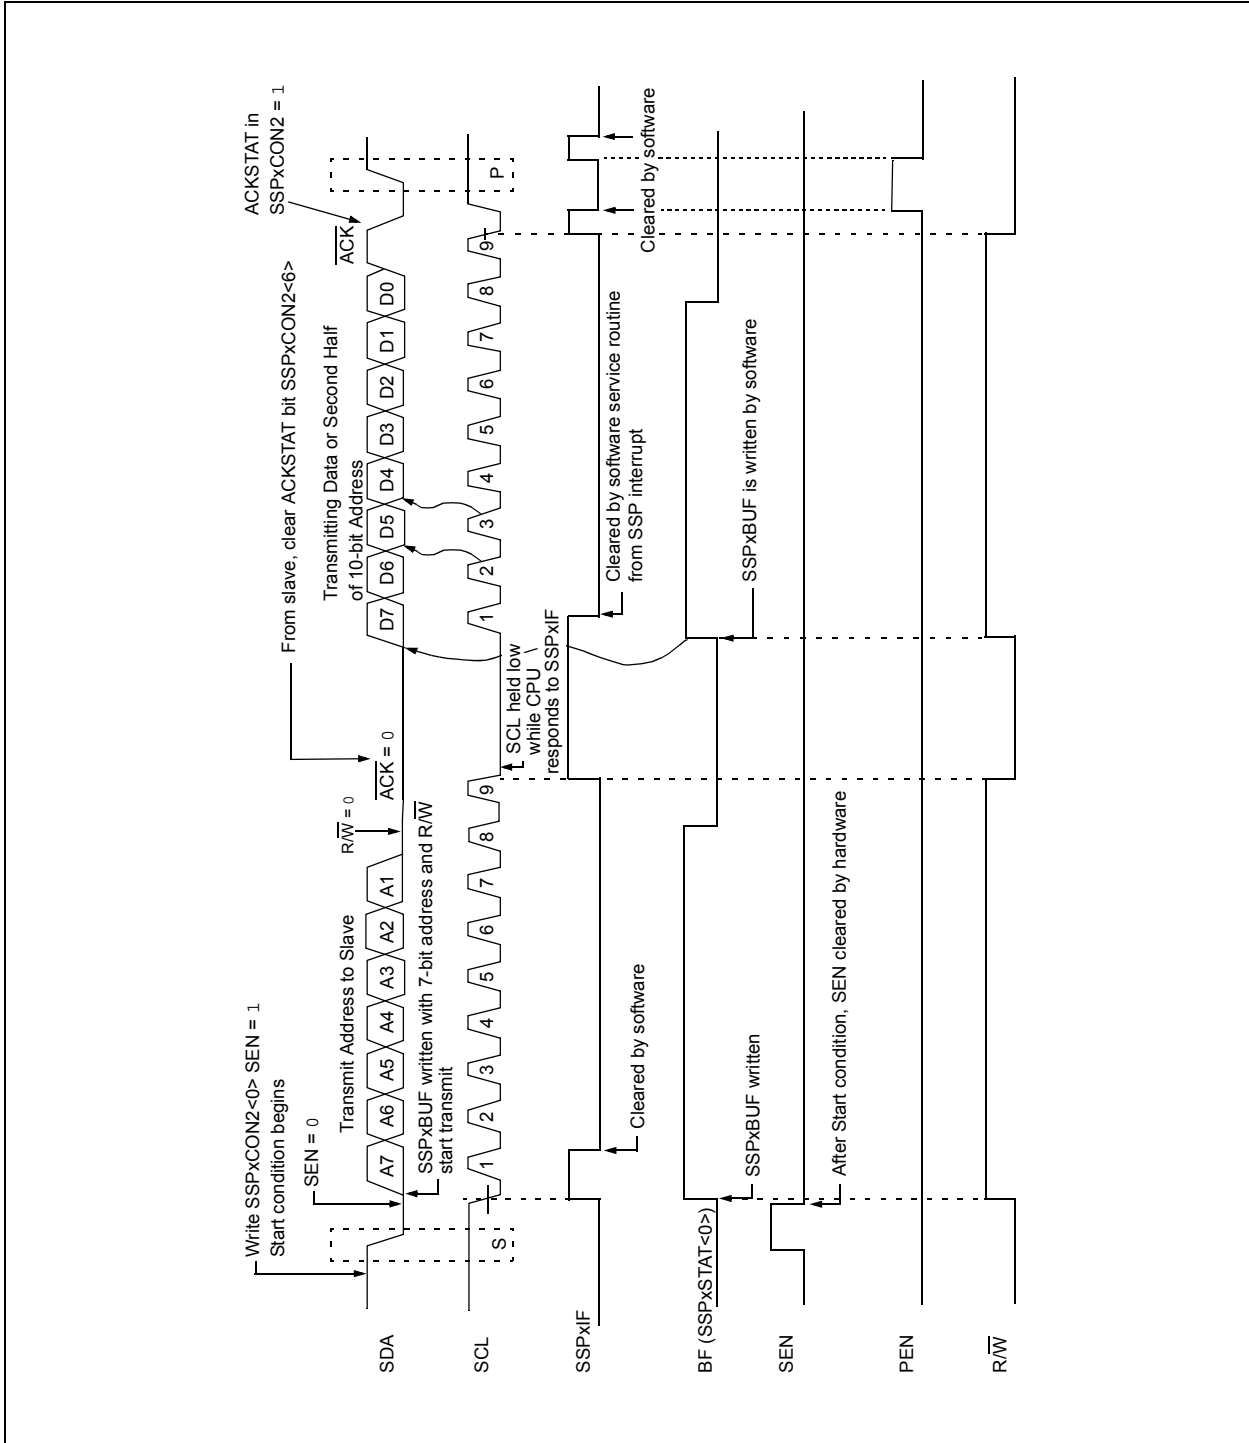 Write SSPxCON2<0> SEN = 1
Start condition begins
SEN = 0
From slave, clear ACKSTAT bit SSPxCON2<6>
ACKSTAT in
SSPxCON2 = 1
Transmit Address to Slave
R/W = 0
ACK = 0
Transmitting Data or Second Half
of 10-bit Address
ACK
SDA
A7 A6 A5 A4 A3 A2 A1
D7 D6 D5 D4 D3 D2 D1 D0
SSPxBUF written with 7-bit address and R/W
start transmit
SCL
S
1 2 3 4 5 6 7 8 9
1 2 3 4 5 6 7 8 9
P
SCL held low
while CPU
responds to SSPxIF
SSPxIF
Cleared by software
Cleared by software service routine
from SSP interrupt
Cleared by software
BF (SSPxSTAT<0>)
SSPxBUF written
SSPxBUF is written by software
SEN
After Start condition, SEN cleared by hardware
PEN
R/W